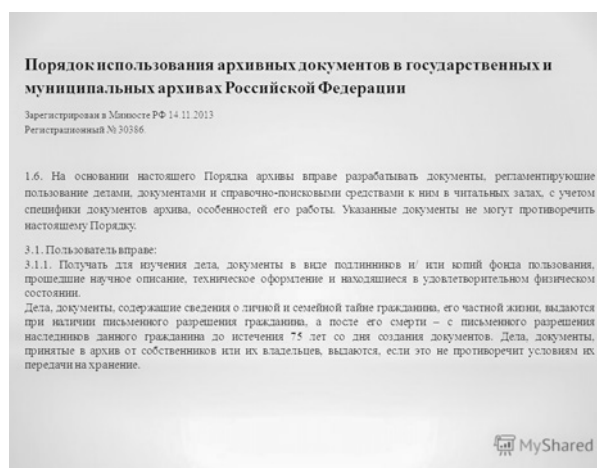 Порядок использования архивных документов в государственных и
муниципальных архивах Российской Федерации
Зарегистрирован в Минюсте РФ 14.11.2013
Регистрационный № 30386.
1.6. На основании настоящего Порядка архивы вправе разрабатывать документы, регламентирующие
пользование делами, документами и справочно-поисковыми средствами к ним в читальных залах, с учетом
специфики документов архива, особенностей его работы. Указанные документы не могут противоречить
настоящему Порядку.
3.1. Пользователь вправе:
3.1.1. Получать для изучения дела, документы в виде подлинников и/ или копий фонда пользования,
прошедшие научное описание, техническое оформление и находящиеся в удовлетворительном физическом
состоянии.
Дела, документы, содержащие сведения о личной и семейной тайне гражданина, его частной жизни, выдаются
при наличии письменного разрешения гражданина, а после его смерти – с письменного разрешения
наследников данного гражданина до истечения 75 лет со дня создания документов. Дела, документы,
принятые в архив от собственников или их владельцев, выдаются, если это не противоречит условиям их
передачи на хранение.
MyShared